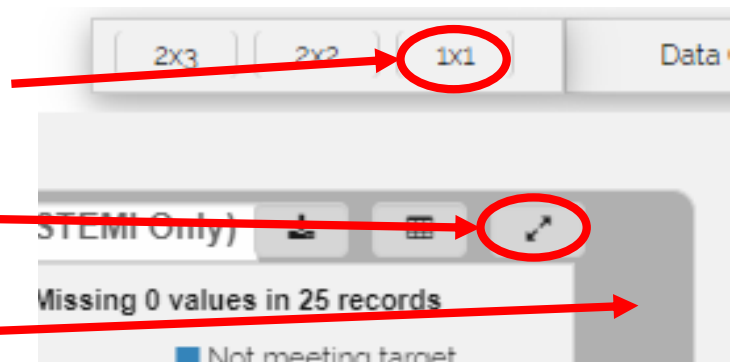 2x3 2x2 1x1 Data
STEMI Only)
Missing 0 values in 25 records
Not meeting target